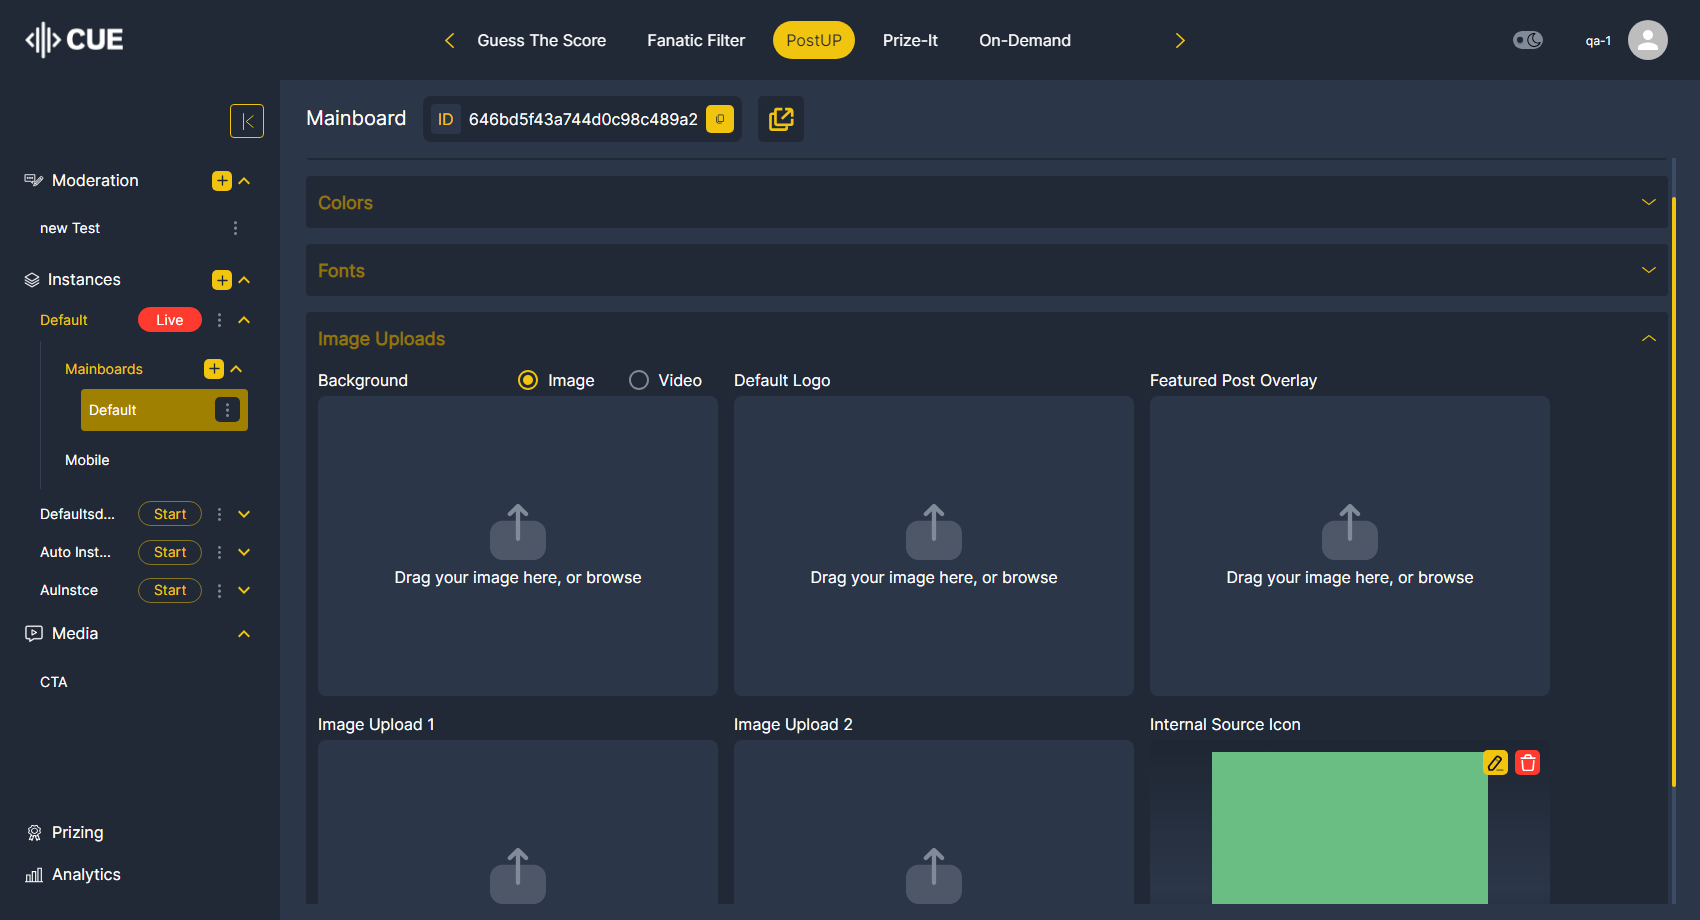 CUE
Guess The Score
Fanatic Filter
PostUP
Prize-It
On-Demand
qa-1
Mainboard
ID
646bd5f43a744d0c98c489a2
Moderation
new Test
Instances
Default
Live
Mainboards
Default
Mobile
Defaultsd...
Start
Auto Inst...
Start
AuInstce
Start
Media
CTA
Prizing
Analytics
Colors
Fonts
Image Uploads
Background
Image
Video
Default Logo
Featured Post Overlay
Drag your image here, or browse
Drag your image here, or browse
Drag your image here, or browse
Image Upload 1
Image Upload 2
Internal Source Icon